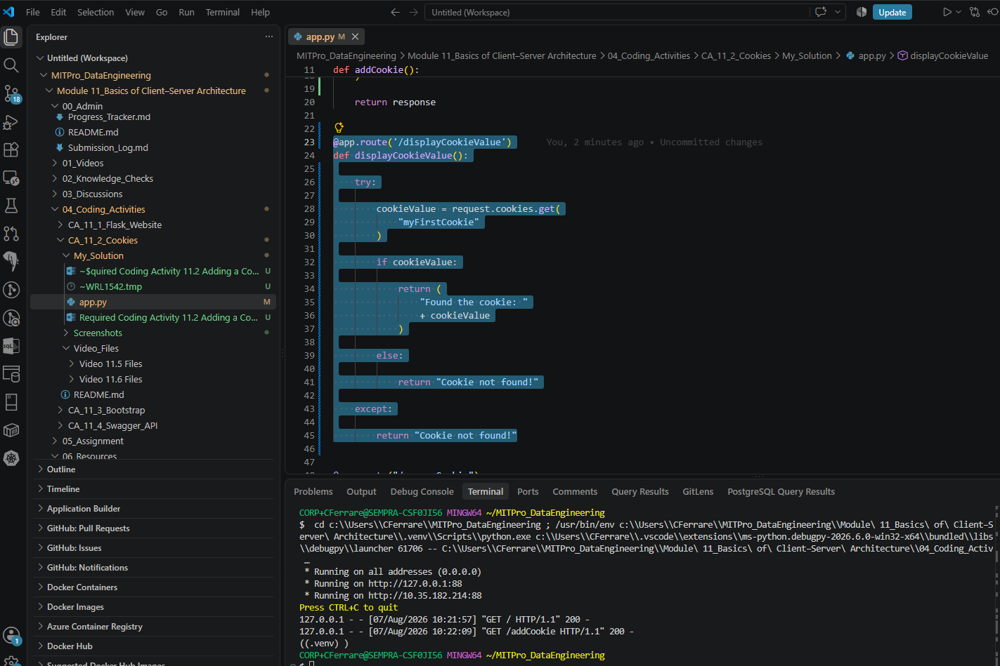 File Edit Selection View Go Run Terminal Help
Untitled (Workspace)
Update
Explorer
Untitled (Workspace)
MITPro_DataEngineering
Module 11_Basics of Client–Server Architecture
00_Admin
Progress_Tracker.md
README.md
Submission_Log.md
01_Videos
02_Knowledge_Checks
03_Discussions
04_Coding_Activities
CA_11_1_Flask_Website
CA_11_2_Cookies
My_Solution
~$quired Coding Activity 11.2 Adding a Co... U
~WRL1542.tmp U
app.py M
Required Coding Activity 11.2 Adding a Co... U
Screenshots
Video_Files
Video 11.5 Files
Video 11.6 Files
README.md
CA_11_3_Bootstrap
CA_11_4_Swagger_API
05_Assignment
06_Resources
Outline
Timeline
Application Builder
GitHub: Pull Requests
GitHub: Issues
GitHub: Notifications
Docker Containers
Docker Images
Azure Container Registry
Docker Hub
Suggested Docker Hub Images
18
1
app.py M
MITPro_DataEngineering > Module 11_Basics of Client–Server Architecture > 04_Coding_Activities > CA_11_2_Cookies > My_Solution > app.py > displayCookieValue
11 def addCookie():
19
20 return response
21
22
23 @app.route('/displayCookieValue') You, 2 minutes ago • Uncommitted changes
24 def displayCookieValue():
25
26 try:
27
28 cookieValue = request.cookies.get(
29 "myFirstCookie"
30 )
31
32 if cookieValue:
33
34 return (
35 "Found the cookie: "
36 + cookieValue
37 )
38
39 else:
40
41 return "Cookie not found!"
42
43 except:
44
45 return "Cookie not found!"
46
47
Problems Output Debug Console Terminal Ports Comments Query Results GitLens PostgreSQL Query Results
CORP+CFerrare@SEMPRA-CSF0JI56 MINGW64 ~/MITPro_DataEngineering
$ cd c:\\Users\\CFerrare\\MITPro_DataEngineering ; /usr/bin/env c:\\Users\\CFerrare\\MITPro_DataEngineering\\Module\ 11_Basics\ of\ Client–S
erver\ Architecture\\.venv\\Scripts\\python.exe c:\\Users\\CFerrare\\.vscode\\extensions\\ms-python.debugpy-2026.6.0-win32-x64\\bundled\\libs
\\debugpy\\launcher 61706 -- C:\\Users\\CFerrare\\MITPro_DataEngineering\\Module\ 11_Basics\ of\ Client–Server\ Architecture\\04_Coding_Activ
…
* Running on all addresses (0.0.0.0)
* Running on http://127.0.0.1:88
* Running on http://10.35.182.214:88
Press CTRL+C to quit
127.0.0.1 - - [07/Aug/2026 10:21:57] "GET / HTTP/1.1" 200 -
127.0.0.1 - - [07/Aug/2026 10:22:09] "GET /addCookie HTTP/1.1" 200 -
((.venv) )
CORP+CFerrare@SEMPRA-CSF0JI56 MINGW64 ~/MITPro_DataEngineering
$